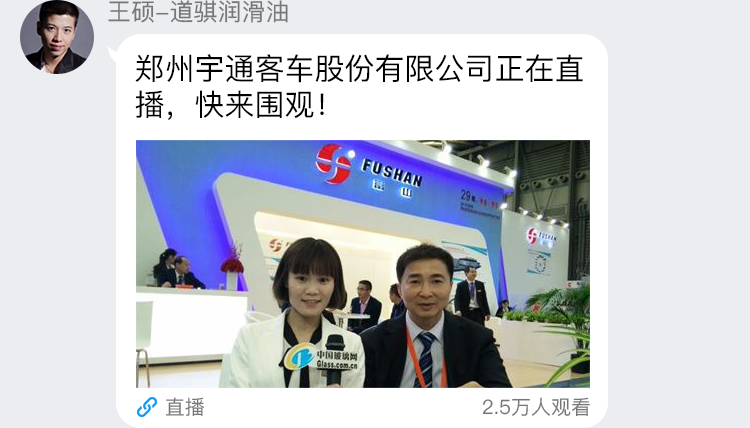 王硕–道骐润滑油
郑州宇通客车股份有限公司正在直
播，快来围观！
FUSHAN
山
29
FUSHAN
中国玻璃网
Glass.com.cn
直播
2.5万人观看